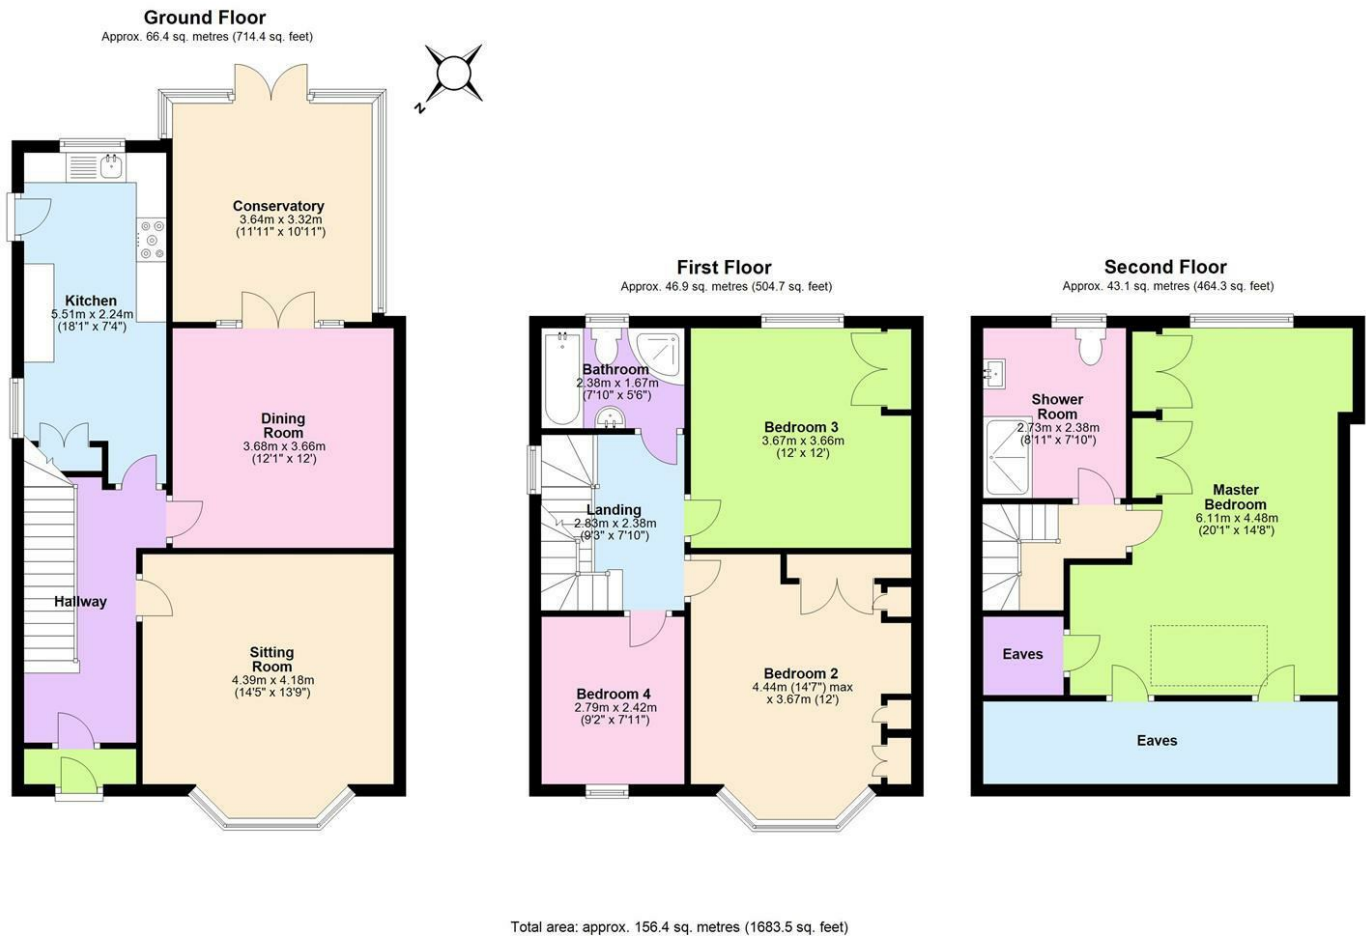 Ground Floor
Approx. 66.4 sq. metres (714.4 sq. feet)
N
Conservatory
3.64m x 3.32m
(11'11" x 10'11")
Kitchen
5.51m x 2.24m
(18'1" x 7'4")
Dining
Room
3.68m x 3.66m
(12'1" x 12')
Hallway
Sitting
Room
4.39m x 4.18m
(14'5" x 13'9")
First Floor
Approx. 46.9 sq. metres (504.7 sq. feet)
Bathroom
2.38m x 1.67m
(7'10" x 5'6")
Bedroom 3
3.67m x 3.66m
(12' x 12')
Landing
2.83m x 2.38m
(9'3" x 7'10")
Bedroom 4
2.79m x 2.42m
(9'2" x 7'11")
Bedroom 2
4.44m (14'7") max
x 3.67m (12')
Second Floor
Approx. 43.1 sq. metres (464.3 sq. feet)
Shower
Room
2.73m x 2.38m
(8'11" x 7'10")
Master
Bedroom
6.11m x 4.48m
(20'1" x 14'8")
Eaves
Eaves
Total area: approx. 156.4 sq. metres (1683.5 sq. feet)